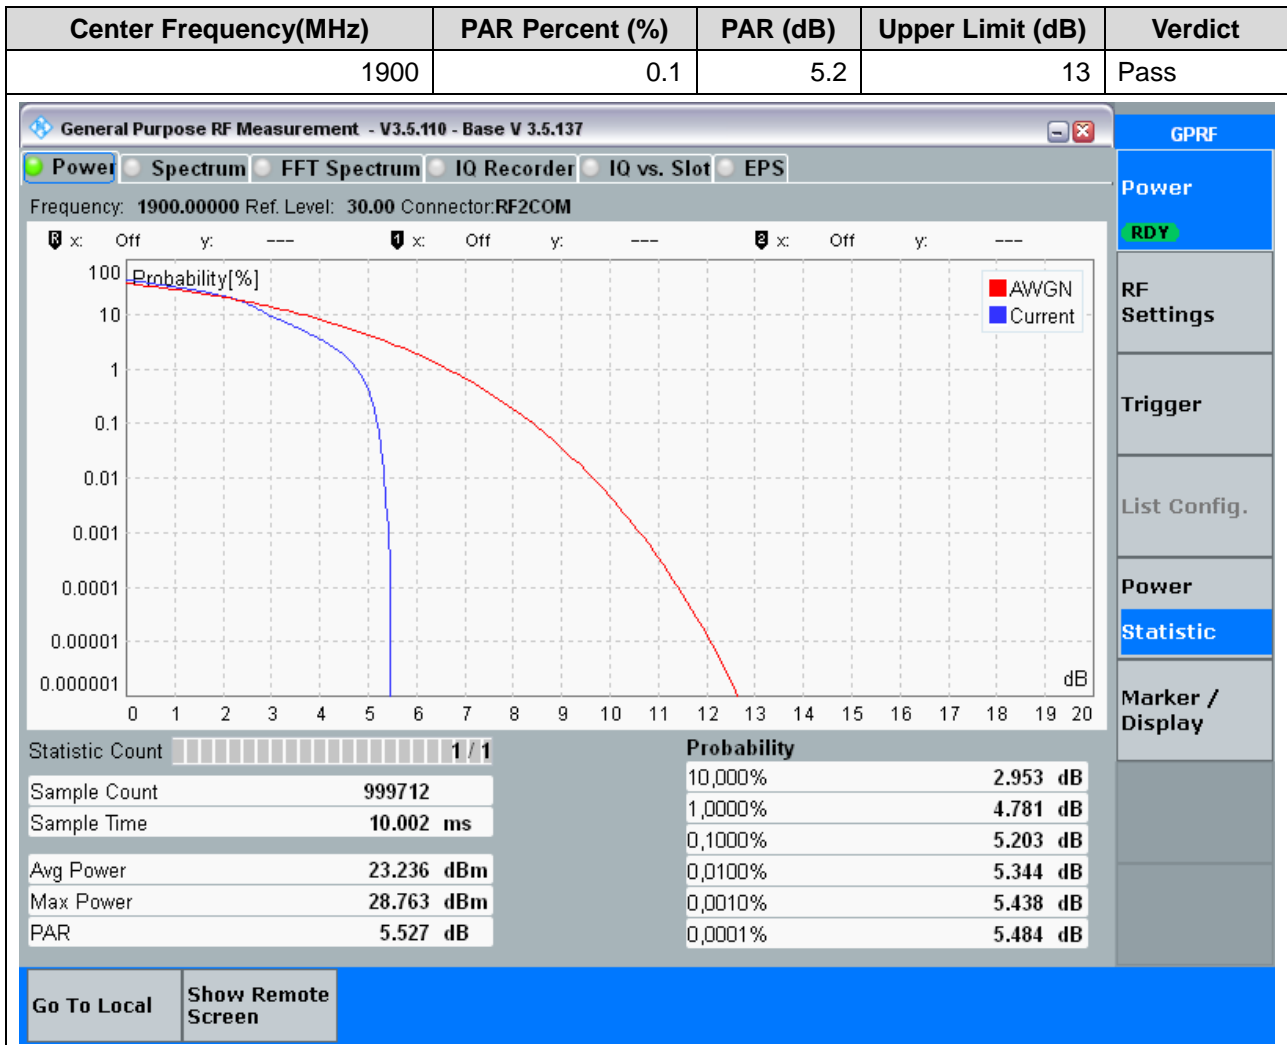 Center Frequency(MHz) PAR Percent (%) PAR (dB) Upper Limit (dB) Verdict
1900 0.1 5.2 13 Pass
General Purpose RF Measurement - V3.5.110 - Base V 3.5.137
GPRF
Power Spectrum FFT Spectrum IQ Recorder IQ vs. Slot EPS
Frequency: 1900.00000 Ref. Level: 30.00 Connector:RF2COM
R x: Off y: --- 1 x: Off y: --- 2 x: Off y: ---
Probability[%]
AWGN
Current
100
10
1
0.1
0.01
0.001
0.0001
0.00001
0.000001
dB
0 1 2 3 4 5 6 7 8 9 10 11 12 13 14 15 16 17 18 19 20
Statistic Count 1 / 1
Sample Count 999712
Sample Time 10.002 ms
Avg Power 23.236 dBm
Max Power 28.763 dBm
PAR 5.527 dB
Probability
10,000% 2.953 dB
1,0000% 4.781 dB
0,1000% 5.203 dB
0,0100% 5.344 dB
0,0010% 5.438 dB
0,0001% 5.484 dB
Power
RDY
RF
Settings
Trigger
List Config.
Power
Statistic
Marker /
Display
Go To Local
Show Remote
Screen